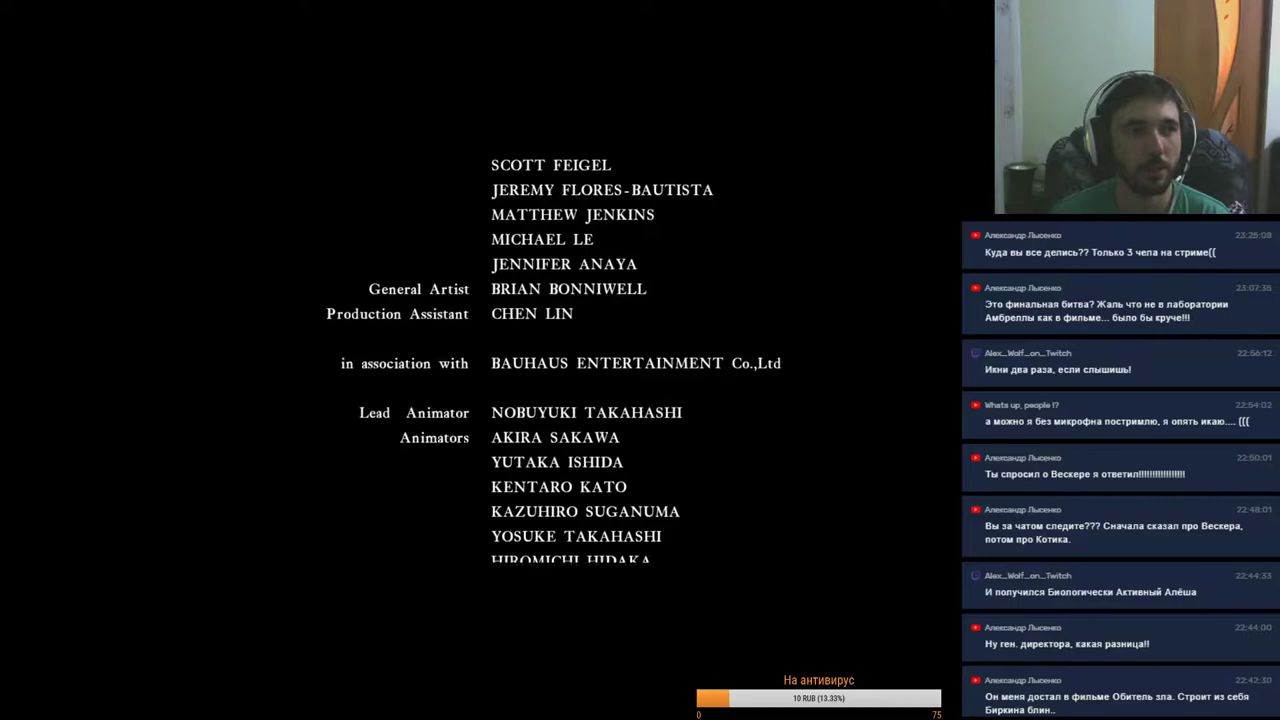 SCOTT FEIGEL
JEREMY FLORES-BAUTISTA
MATTHEW JENKINS
MICHAEL LE
JENNIFER ANAYA
General Artist BRIAN BONNIWELL
Production Assistant CHEN LIN
in association with BAUHAUS ENTERTAINMENT Co.,Ltd
Lead Animator NOBUYUKI TAKAHASHI
Animators AKIRA SAKAWA
YUTAKA ISHIDA
KENTARO KATO
KAZUHIRO SUGANUMA
YOSUKE TAKAHASHI
HIROMICHI HIDAKA
Александр Лысенко 23:25:08
Куда вы все делись?? Только 3 чела на стриме((
Александр Лысенко 23:07:35
Это финальная битва? Жаль что не в лаборатории
Амбреллы как в фильме... было бы круче!!!
Alex_Wolf_on_Twitch 22:56:12
Икни два раза, если слышишь!
Whats up, people !? 22:54:02
а можно я без микрофна постримлю, я опять икаю.... (((
Александр Лысенко 22:50:01
Ты спросил о Вескере я ответил!!!!!!!!!!!!!!!!!
Александр Лысенко 22:48:01
Вы за чатом следите??? Сначала сказал про Вескера,
потом про Котика.
Alex_Wolf_on_Twitch 22:44:33
И получился Биологически Активный Алёша
Александр Лысенко 22:44:00
Ну ген. директора, какая разница!!
Александр Лысенко 22:42:30
Он меня достал в фильме Обитель зла. Строит из себя
Биркина блин..
На антивирус
10 RUB (13.33%)
0 75